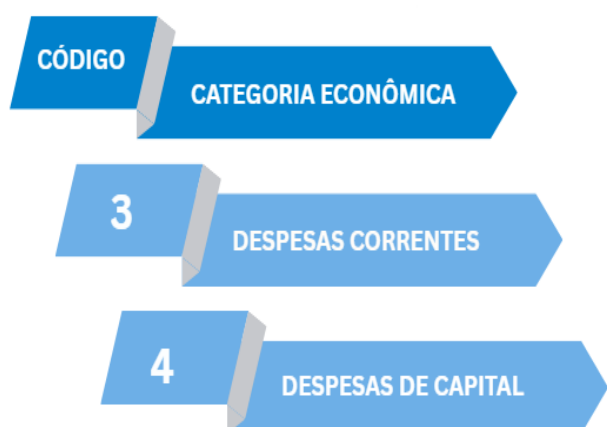 CÓDIGO
CATEGORIA ECONÔMICA
3
DESPESAS CORRENTES
4
DESPESAS DE CAPITAL